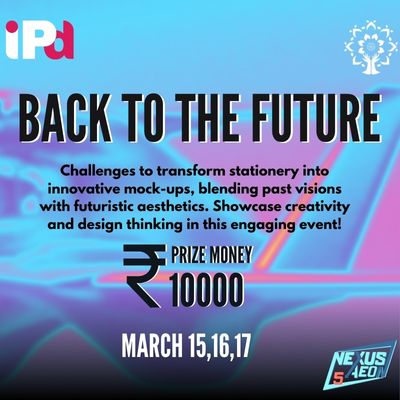 iPd
BACK TO THE FUTURE
Challenges to transform stationery into
innovative mock-ups, blending past visions
with futuristic aesthetics. Showcase creativity
and design thinking in this engaging event!
₹ PRIZE MONEY
10000
MARCH 15,16,17
NEXUS
5 AEON